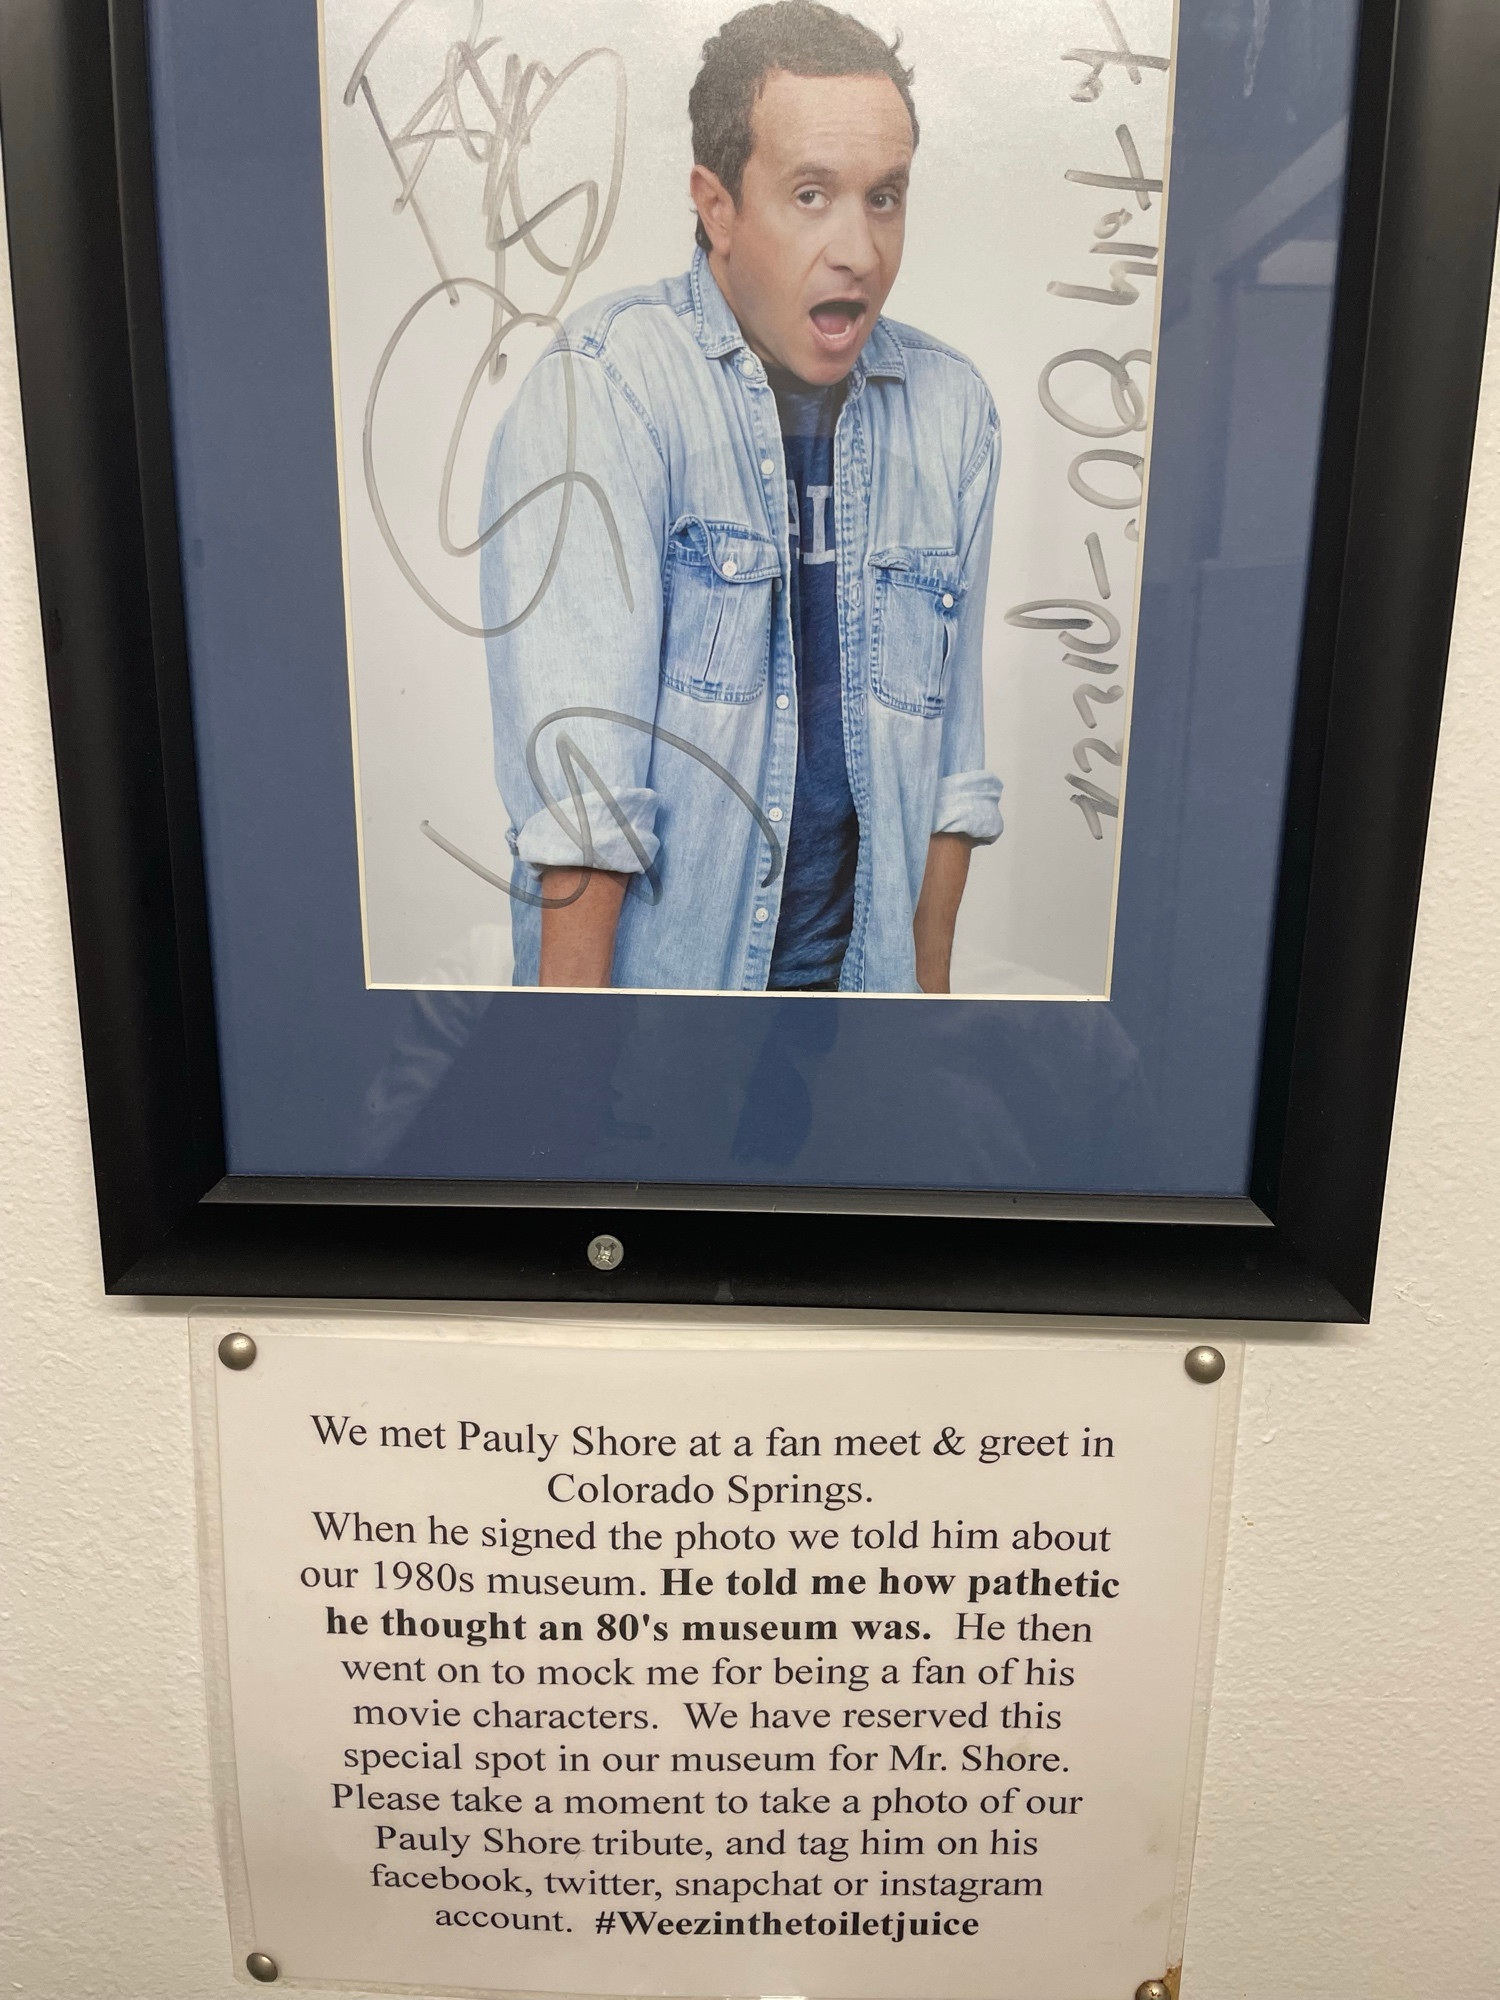 AL
I'm totally 80's-Pizza
We met Pauly Shore at a fan meet & greet in
Colorado Springs.
When he signed the photo we told him about
our 1980s museum. He told me how pathetic
he thought an 80's museum was. He then
went on to mock me for being a fan of his
movie characters. We have reserved this
special spot in our museum for Mr. Shore.
Please take a moment to take a photo of our
Pauly Shore tribute, and tag him on his
facebook, twitter, snapchat or instagram
account. #Weezinthetoiletjuice